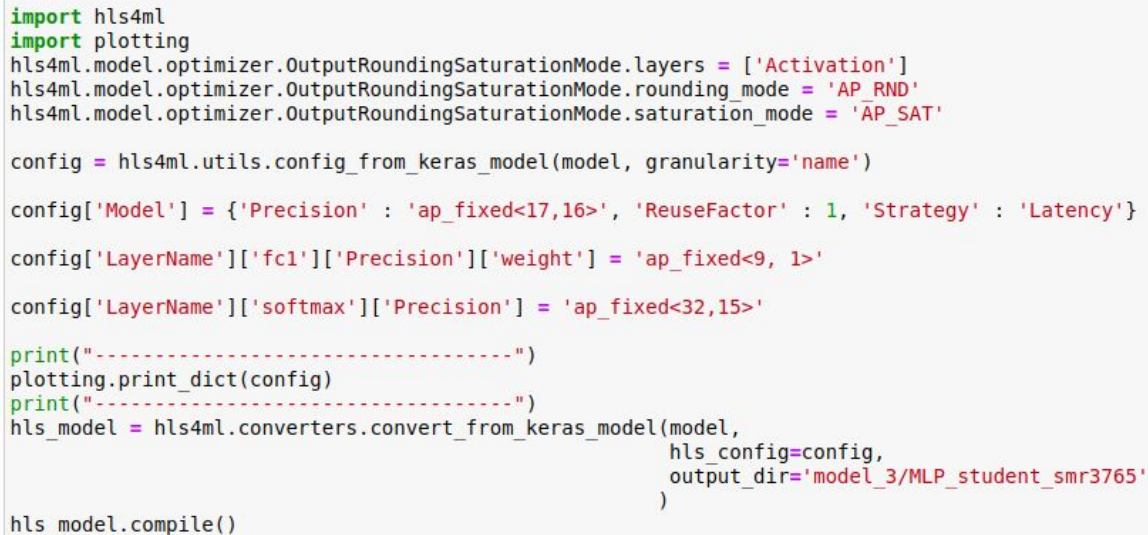 import hls4ml
import plotting
hls4ml.model.optimizer.OutputRoundingSaturationMode.layers = ['Activation']
hls4ml.model.optimizer.OutputRoundingSaturationMode.rounding_mode = 'AP_RND'
hls4ml.model.optimizer.OutputRoundingSaturationMode.saturation_mode = 'AP_SAT'
config = hls4ml.utils.config_from_keras_model(model, granularity='name')
config['Model'] = {'Precision' : 'ap_fixed<17,16>', 'ReuseFactor' : 1, 'Strategy' : 'Latency'}
config['LayerName']['fc1']['Precision']['weight'] = 'ap_fixed<9, 1>'
config['LayerName']['softmax']['Precision'] = 'ap_fixed<32,15>'
print("-----------------------------------")
plotting.print_dict(config)
print("-----------------------------------")
hls_model = hls4ml.converters.convert_from_keras_model(model,
hls_config=config,
output_dir='model_3/MLP_student_smr3765'
)
hls_model.compile()